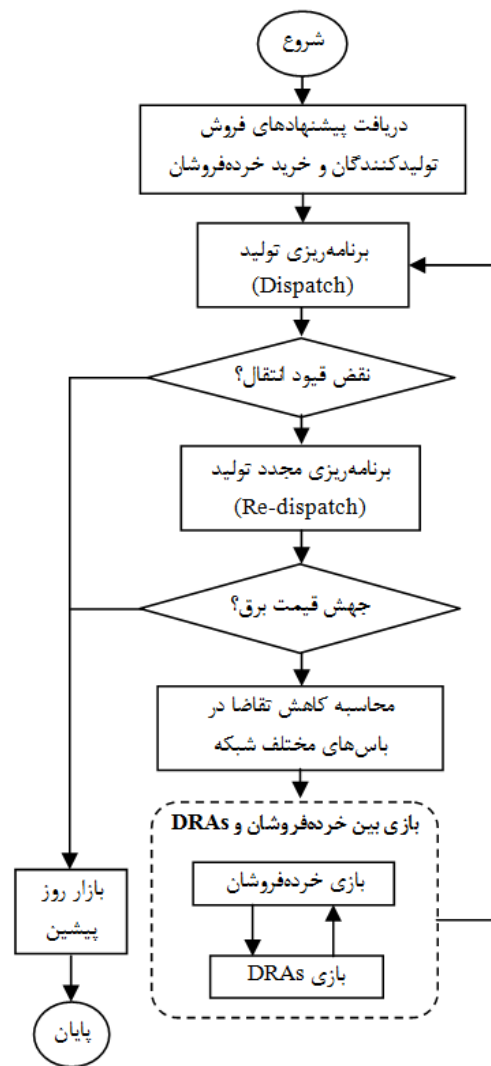 شروع
دریافت پیشنهادهای فروش
تولیدکنندگان و خرید خرده‌فروشان
برنامه‌ریزی تولید
(Dispatch)
نقض قیود انتقال؟
برنامه‌ریزی مجدد تولید
(Re-dispatch)
جهش قیمت برق؟
محاسبه کاهش تقاضا در
باس‌های مختلف شبکه
بازی بین خرده‌فروشان و DRAs
بازی خرده‌فروشان
بازی DRAs
بازار روز
پیشین
پایان